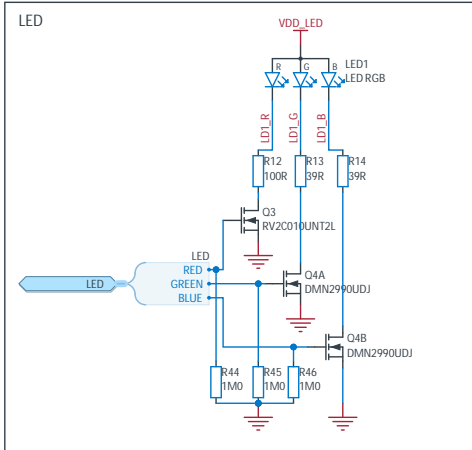 LED
VDD_LED
R
G
B
LED1
LED RGB
LD1_R
LD1_G
LD1_B
R12
100R
R13
39R
R14
39R
Q3
RV2C010UNT2L
LED
LED
RED
GREEN
BLUE
Q4A
DMN2990UDJ
Q4B
DMN2990UDJ
R44
1M0
R45
1M0
R46
1M0